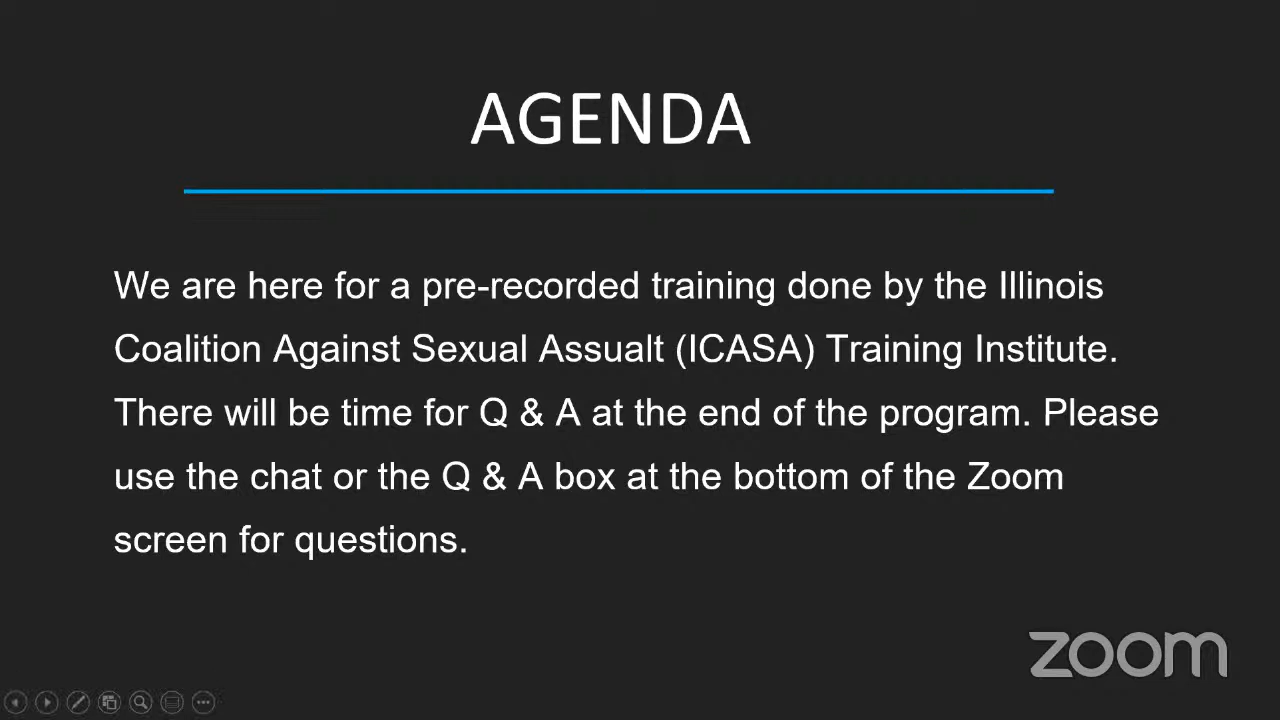 AGENDA
We are here for a pre-recorded training done by the Illinois
Coalition Against Sexual Assualt (ICASA) Training Institute.
There will be time for Q & A at the end of the program. Please
use the chat or the Q & A box at the bottom of the Zoom
screen for questions.
zoom